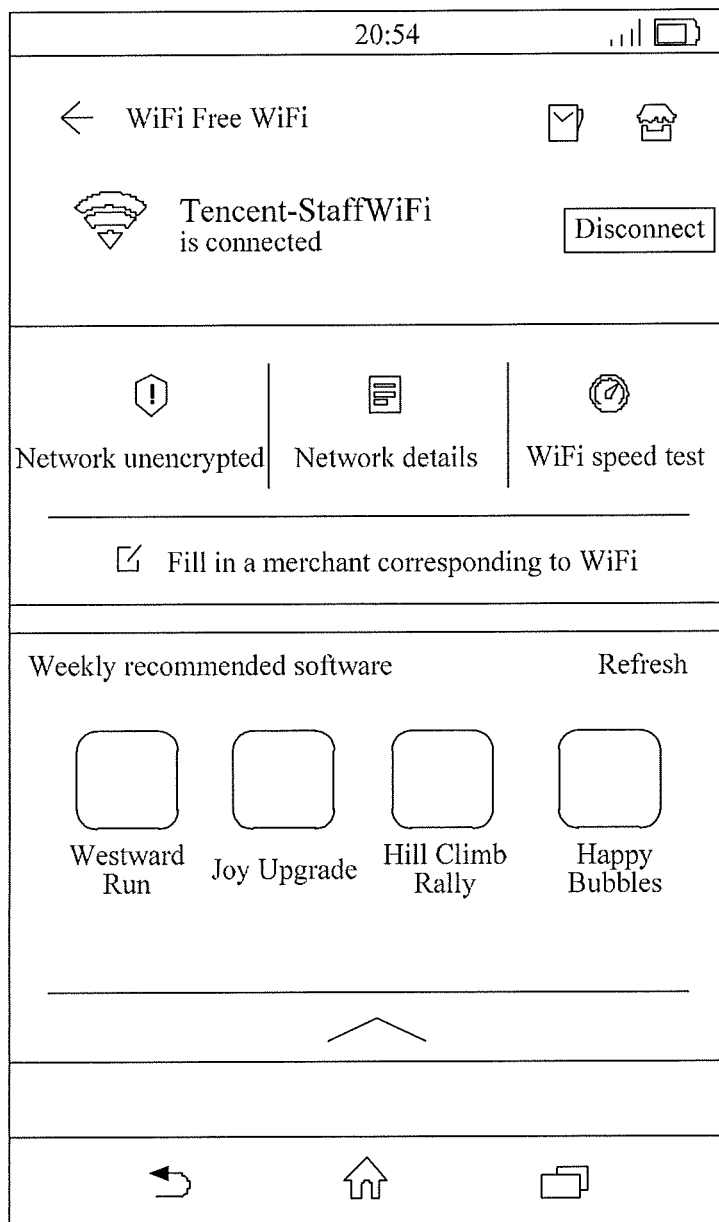 20:54
WiFi Free WiFi
Tencent-StaffWiFi
is connected
Disconnect
Network unencrypted
Network details
WiFi speed test
Fill in a merchant corresponding to WiFi
Weekly recommended software
Refresh
Westward
Run
Joy Upgrade
Hill Climb
Rally
Happy
Bubbles